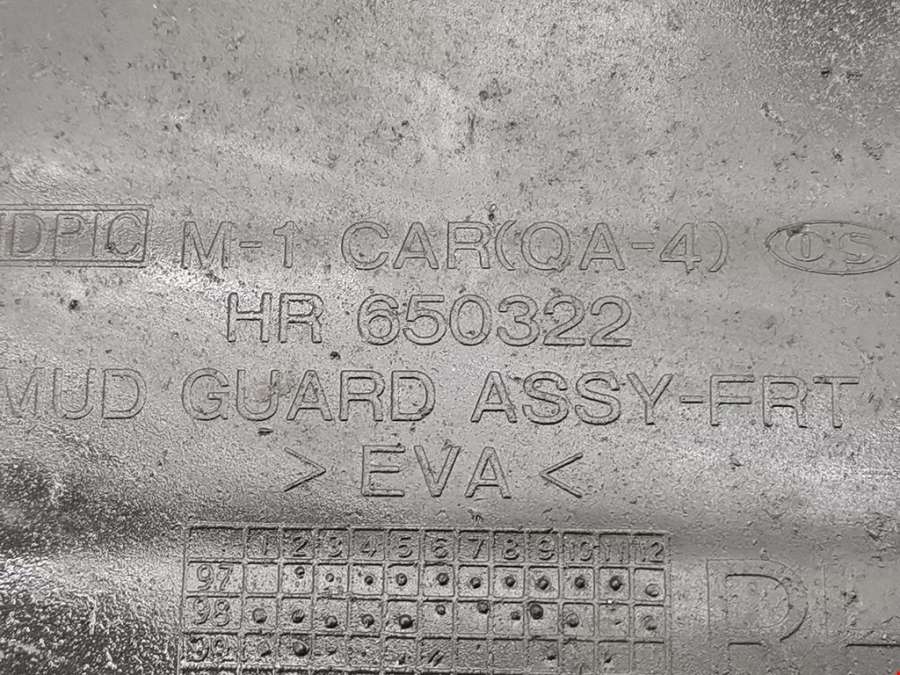 DPIC M-1 CAR(QA-4) O.S
HR 650322
MUD GUARD ASSY-FRT
> EVA <
1 2 3 4 5 6 7 8 9 10 11 12
97
98
99